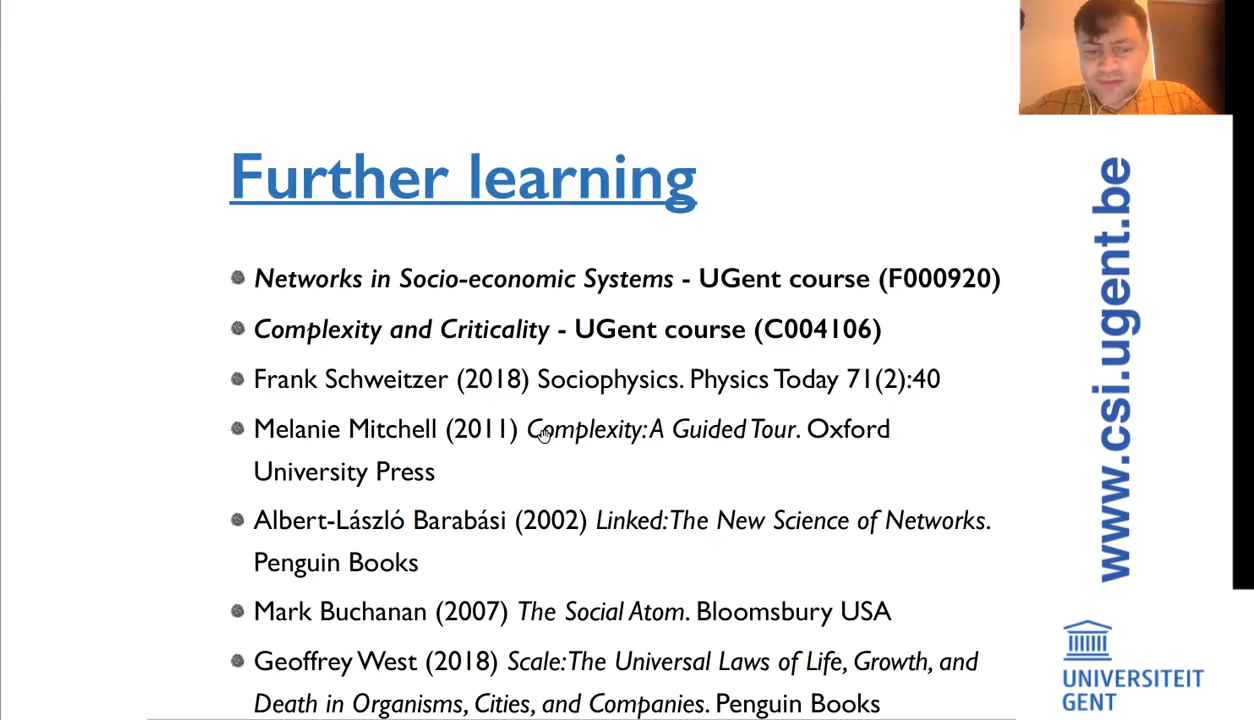 Further learning
Networks in Socio-economic Systems - UGent course (F000920)
Complexity and Criticality - UGent course (C004106)
Frank Schweitzer (2018) Sociophysics. Physics Today 71(2):40
Melanie Mitchell (2011) Complexity: A Guided Tour. Oxford
University Press
Albert-László Barabási (2002) Linked: The New Science of Networks.
Penguin Books
Mark Buchanan (2007) The Social Atom. Bloomsbury USA
Geoffrey West (2018) Scale: The Universal Laws of Life, Growth, and
Death in Organisms, Cities, and Companies. Penguin Books
www.csi.ugent.be
UNIVERSITEIT
GENT